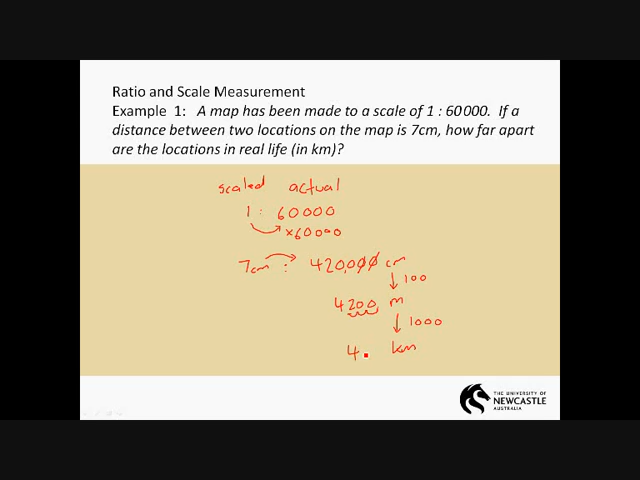 Ratio and Scale Measurement
Example 1: A map has been made to a scale of 1 : 60 000. If a
distance between two locations on the map is 7cm, how far apart
are the locations in real life (in km)?
scaled actual
1 : 60000
×60000
7cm : 420,000 cm
100
4200 m
1000
4. km
THE UNIVERSITY OF
NEWCASTLE
AUSTRALIA